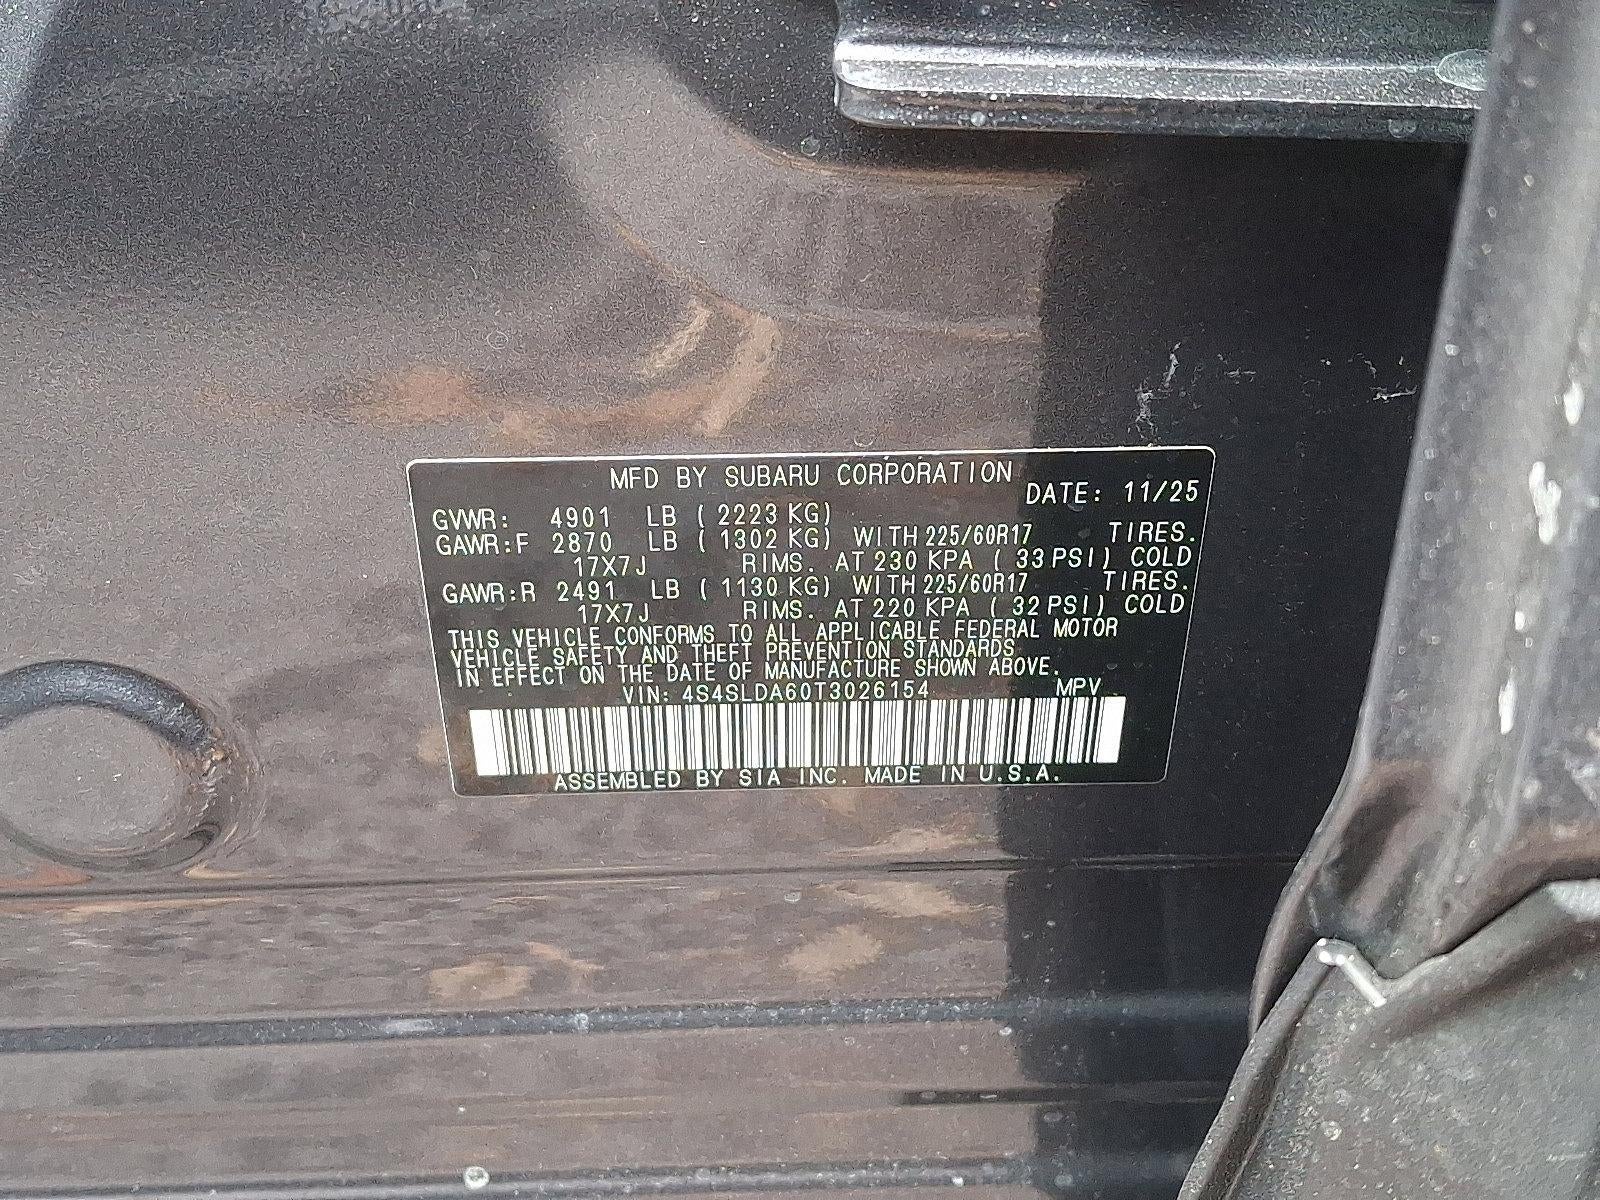 MFD BY SUBARU CORPORATION
DATE: 11/25
GVWR: 4901 LB ( 2223 KG)
GAWR:F 2870 LB ( 1302 KG) WITH 225/60R17 TIRES.
17X7J RIMS. AT 230 KPA ( 33 PSI) COLD
GAWR:R 2491 LB ( 1130 KG) WITH 225/60R17 TIRES.
17X7J RIMS. AT 220 KPA ( 32 PSI) COLD
THIS VEHICLE CONFORMS TO ALL APPLICABLE FEDERAL MOTOR
VEHICLE SAFETY AND THEFT PREVENTION STANDARDS
IN EFFECT ON THE DATE OF MANUFACTURE SHOWN ABOVE.
VIN: 4S4SLDA60T3026154 MPV
ASSEMBLED BY SIA INC. MADE IN U.S.A.